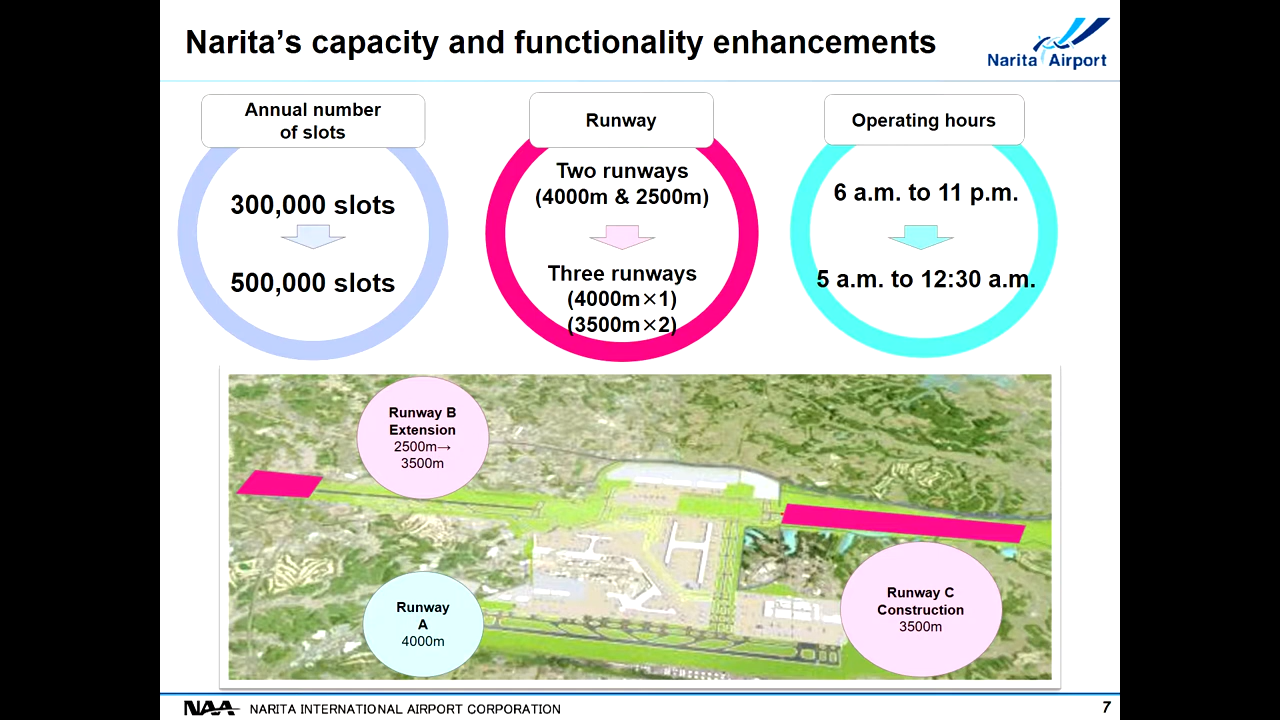 Narita's capacity and functionality enhancements
Narita Airport
Annual number
of slots
300,000 slots
500,000 slots
Runway
Two runways
(4000m & 2500m)
Three runways
(4000m×1)
(3500m×2)
Operating hours
6 a.m. to 11 p.m.
5 a.m. to 12:30 a.m.
Runway B
Extension
2500m→
3500m
Runway
A
4000m
Runway C
Construction
3500m
NAA NARITA INTERNATIONAL AIRPORT CORPORATION
7